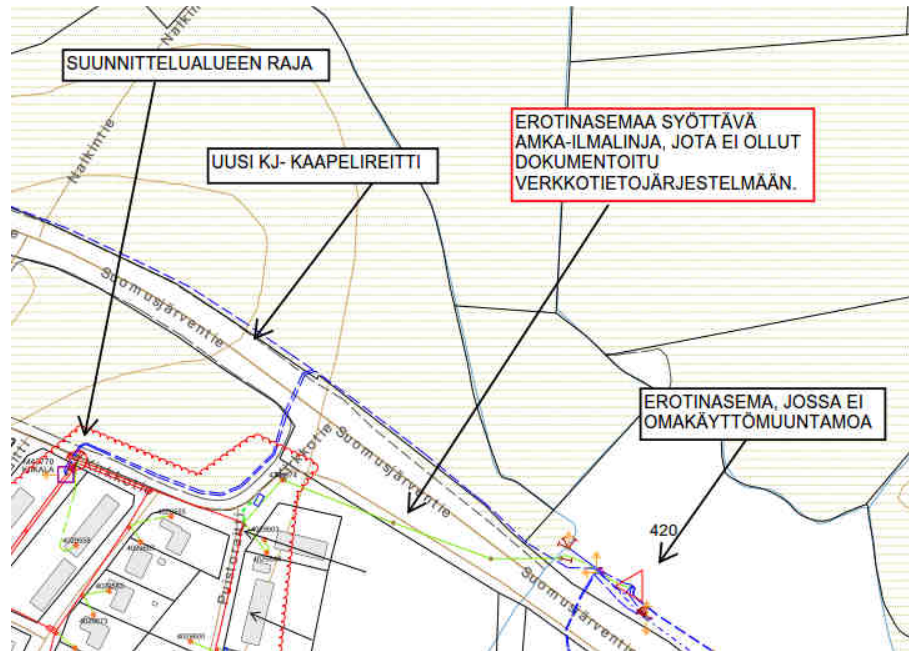 Nalkintie
SUUNNITTELUALUEEN RAJA
EROTINASEMAA SYÖTTÄVÄ
AMKA-ILMALINJA, JOTA EI OLLUT
DOKUMENTOITU
VERKKOTIETOJÄRJESTELMÄÄN.
UUSI KJ- KAAPELIREITTI
Nalkintie
Suomusjärventie
EROTINASEMA, JOSSA EI
OMAKÄYTTÖMUUNTAMOA
Suomusjärventie
420
Puistoraitti
Suomusjärventie